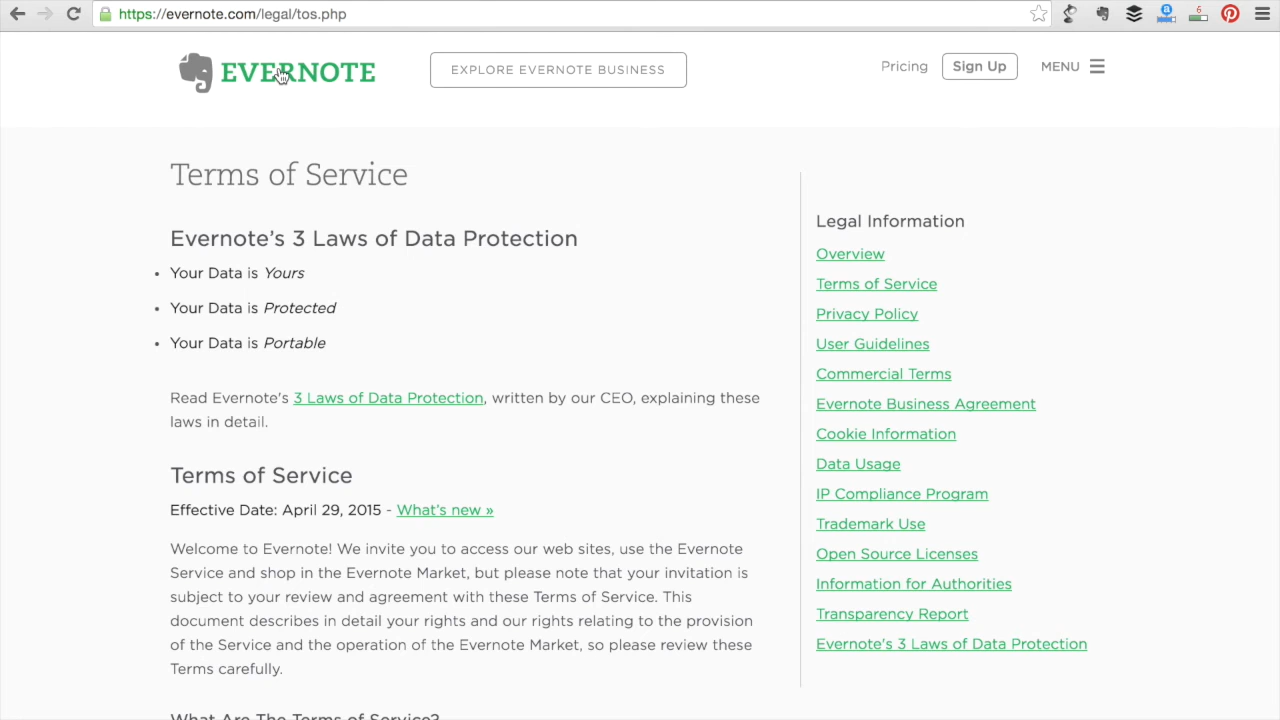 https://evernote.com/legal/tos.php
6
EVERNOTE
EXPLORE EVERNOTE BUSINESS
Pricing
Sign Up
MENU
Terms of Service
Evernote's 3 Laws of Data Protection
• Your Data is Yours
• Your Data is Protected
• Your Data is Portable
Read Evernote's 3 Laws of Data Protection, written by our CEO, explaining these
laws in detail.
Terms of Service
Effective Date: April 29, 2015 - What's new »
Welcome to Evernote! We invite you to access our web sites, use the Evernote
Service and shop in the Evernote Market, but please note that your invitation is
subject to your review and agreement with these Terms of Service. This
document describes in detail your rights and our rights relating to the provision
of the Service and the operation of the Evernote Market, so please review these
Terms carefully.
What Are The Terms of Service?
Legal Information
Overview
Terms of Service
Privacy Policy
User Guidelines
Commercial Terms
Evernote Business Agreement
Cookie Information
Data Usage
IP Compliance Program
Trademark Use
Open Source Licenses
Information for Authorities
Transparency Report
Evernote's 3 Laws of Data Protection